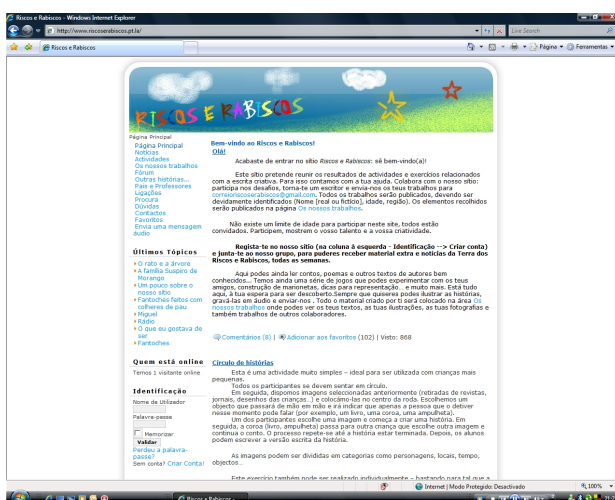 Riscos e Rabiscos - Windows Internet Explorer
http://www.riscoserabiscos.pt.la/
Live Search
Riscos e Rabiscos
Página
Ferramentas
RISCOS E RABISCOS
Página Principal
Página Principal
Notícias
Actividades
Os nossos trabalhos
Fórum
Outras histórias...
Pais e Professores
Ligações
Procura
Dúvidas
Contactos
Favoritos
Envia uma mensagem
áudio
Últimos Tópicos
O rato e a árvore
A família Suspiro de
Morango
Um pouco sobre o
nosso sítio
Fantoches feitos com
colheres de pau
Miguel
Rádio
O que eu gostava de
ser
Fantoches
Quem está online
Temos 1 visitante online
Identificação
Nome de Utilizador
Palavra-passe
Memorizar
Validar
Perdeu a palavra-
passe?
Sem conta? Criar Conta!
Bem-vindo ao Riscos e Rabiscos!
Olá!
Acabaste de entrar no sítio Riscos e Rabiscos: sê bem-vindo(a)!
Este sítio pretende reunir os resultados de actividades e exercícios relacionados
com a escrita criativa. Para isso contamos com a tua ajuda. Colabora com o nosso sítio:
participa nos desafios, torna-te um escritor e envia-nos os teus trabalhos para
correioriscoserabiscos@gmail.com. Todos os trabalhos serão publicados, devendo ser
devidamente identificados (Nome [real ou fictício], idade, região). Os elementos recolhidos
serão publicados na página Os nossos trabalhos.
Não existe um limite de idade para participar neste site, todos estão
convidados. Participem, mostrem o vosso talento e a vossa criatividade.
Regista-te no nosso sítio (na coluna à esquerda - Identificação --> Criar conta)
e junta-te ao nosso grupo, para puderes receber material extra e notícias da Terra dos
Riscos e Rabiscos, todas as semanas.
Aqui podes ainda ler contos, poemas e outros textos de autores bem
conhecidos... Temos ainda uma série de jogos que podes experimentar com os teus
amigos, construção de marionetas, dicas para representação... e muito mais. Está tudo
aqui, à tua espera para ser descoberto.Sempre que quiseres podes ilustrar as histórias,
gravá-las em áudio e enviar-nos . Todo o material criado por ti será colocado na área Os
nossos trabalhos onde podes ver os teus textos, as tuas ilustrações, as tuas fotografias e
também trabalhos de outros colaboradores.
Comentários (8) | Adicionar aos favoritos (102) | Visto: 868
Círculo de histórias
Esta é uma actividade muito simples – ideal para ser utilizada com crianças mais
pequenas.
Todos os participantes se devem sentar em círculo.
Em seguida, dispomos imagens seleccionadas anteriormente (retiradas de revistas,
jornais, desenhos das crianças...) e colocámo-las no centro da roda. Escolhemos um
objecto que passará de mão em mão e irá indicar que apenas a pessoa que o detiver
nesse momento pode falar (por exemplo, um livro, uma coroa, uma ampulheta).
Um dos participantes escolhe uma imagem e começa a criar uma história. Em
seguida, a coroa (livro, ampulheta) passa para outra criança que escolhe outra imagem e
continua o conto. O processo repete-se até a história estar terminada. Depois, os alunos
podem escrever a versão escrita da história.
As imagens podem ser divididas em categorias como personagens, locais, tempo,
objectos...
Este exercício também pode ser realizado individualmente – bastando para tal que a
Internet | Modo Protegido: Desactivado
100%
Riscos e Rabiscos -